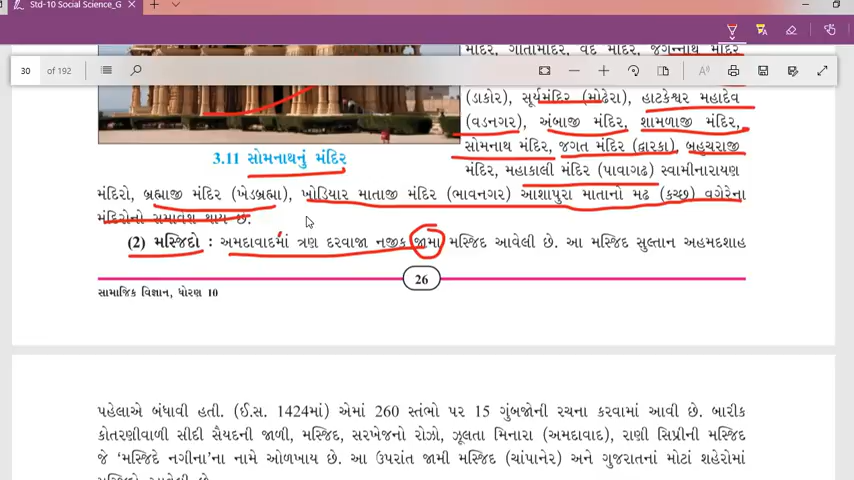 Std-10 Social Science_G
30 of 192
મંદિર, ગીતામંદિર, વેદ મંદિર, જગન્નાથ મંદિર
(ડાકોર), સૂર્યમંદિર (મોઢેરા), હાટકેશ્વર મહાદેવ
(વડનગર), અંબાજી મંદિર, શામળાજી મંદિર,
સોમનાથ મંદિર, જગત મંદિર (દ્વારકા) બહુચરાજી
3.11 સોમનાથનું મંદિર
મંદિર, મહાકાલી મંદિર (પાવાગઢ) સ્વામીનારાયણ
મંદિરો, બ્રહ્માજી મંદિર (ખેડબ્રહ્મા), ખોડિયાર માતાજી મંદિર (ભાવનગર) આશાપુરા માતાનો મઢ (કચ્છ) વગેરેના
મંદિરોનો સમાવેશ થાય છે.
(2) મસ્જિદો : અમદાવાદમાં ત્રણ દરવાજા નજીક જામા મસ્જિદ આવેલી છે. આ મસ્જિદ સુલ્તાન અહમદશાહ
26
સામાજિક વિજ્ઞાન, ધોરણ 10
પહેલાએ બંધાવી હતી. (ઈ.સ. 1424માં) એમાં 260 સ્તંભો પર 15 ગુંબજોની રચના કરવામાં આવી છે. બારીક
કોતરણીવાળી સીદી સૈયદની જાળી, મસ્જિદ, સરખેજનો રોઝો, ઝૂલતા મિનારા (અમદાવાદ), રાણી સિપ્રીની મસ્જિદ
જે ‘મસ્જિદે નગીના’ના નામે ઓળખાય છે. આ ઉપરાંત જામી મસ્જિદ (ચાંપાનેર) અને ગુજરાતનાં મોટાં શહેરોમાં
મસ્જિદો આવેલી છે.